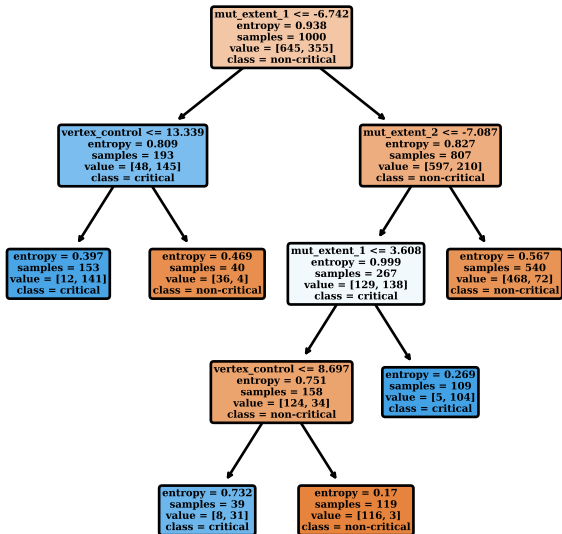 mut_extent_1 <= -6.742
entropy = 0.938
samples = 1000
value = [645, 355]
class = non-critical
vertex_control <= 13.339
entropy = 0.809
samples = 193
value = [48, 145]
class = critical
mut_extent_2 <= -7.087
entropy = 0.827
samples = 807
value = [597, 210]
class = non-critical
entropy = 0.397
samples = 153
value = [12, 141]
class = critical
entropy = 0.469
samples = 40
value = [36, 4]
class = non-critical
mut_extent_1 <= 3.608
entropy = 0.999
samples = 267
value = [129, 138]
class = critical
entropy = 0.567
samples = 540
value = [468, 72]
class = non-critical
vertex_control <= 8.697
entropy = 0.751
samples = 158
value = [124, 34]
class = non-critical
entropy = 0.269
samples = 109
value = [5, 104]
class = critical
entropy = 0.732
samples = 39
value = [8, 31]
class = critical
entropy = 0.17
samples = 119
value = [116, 3]
class = non-critical